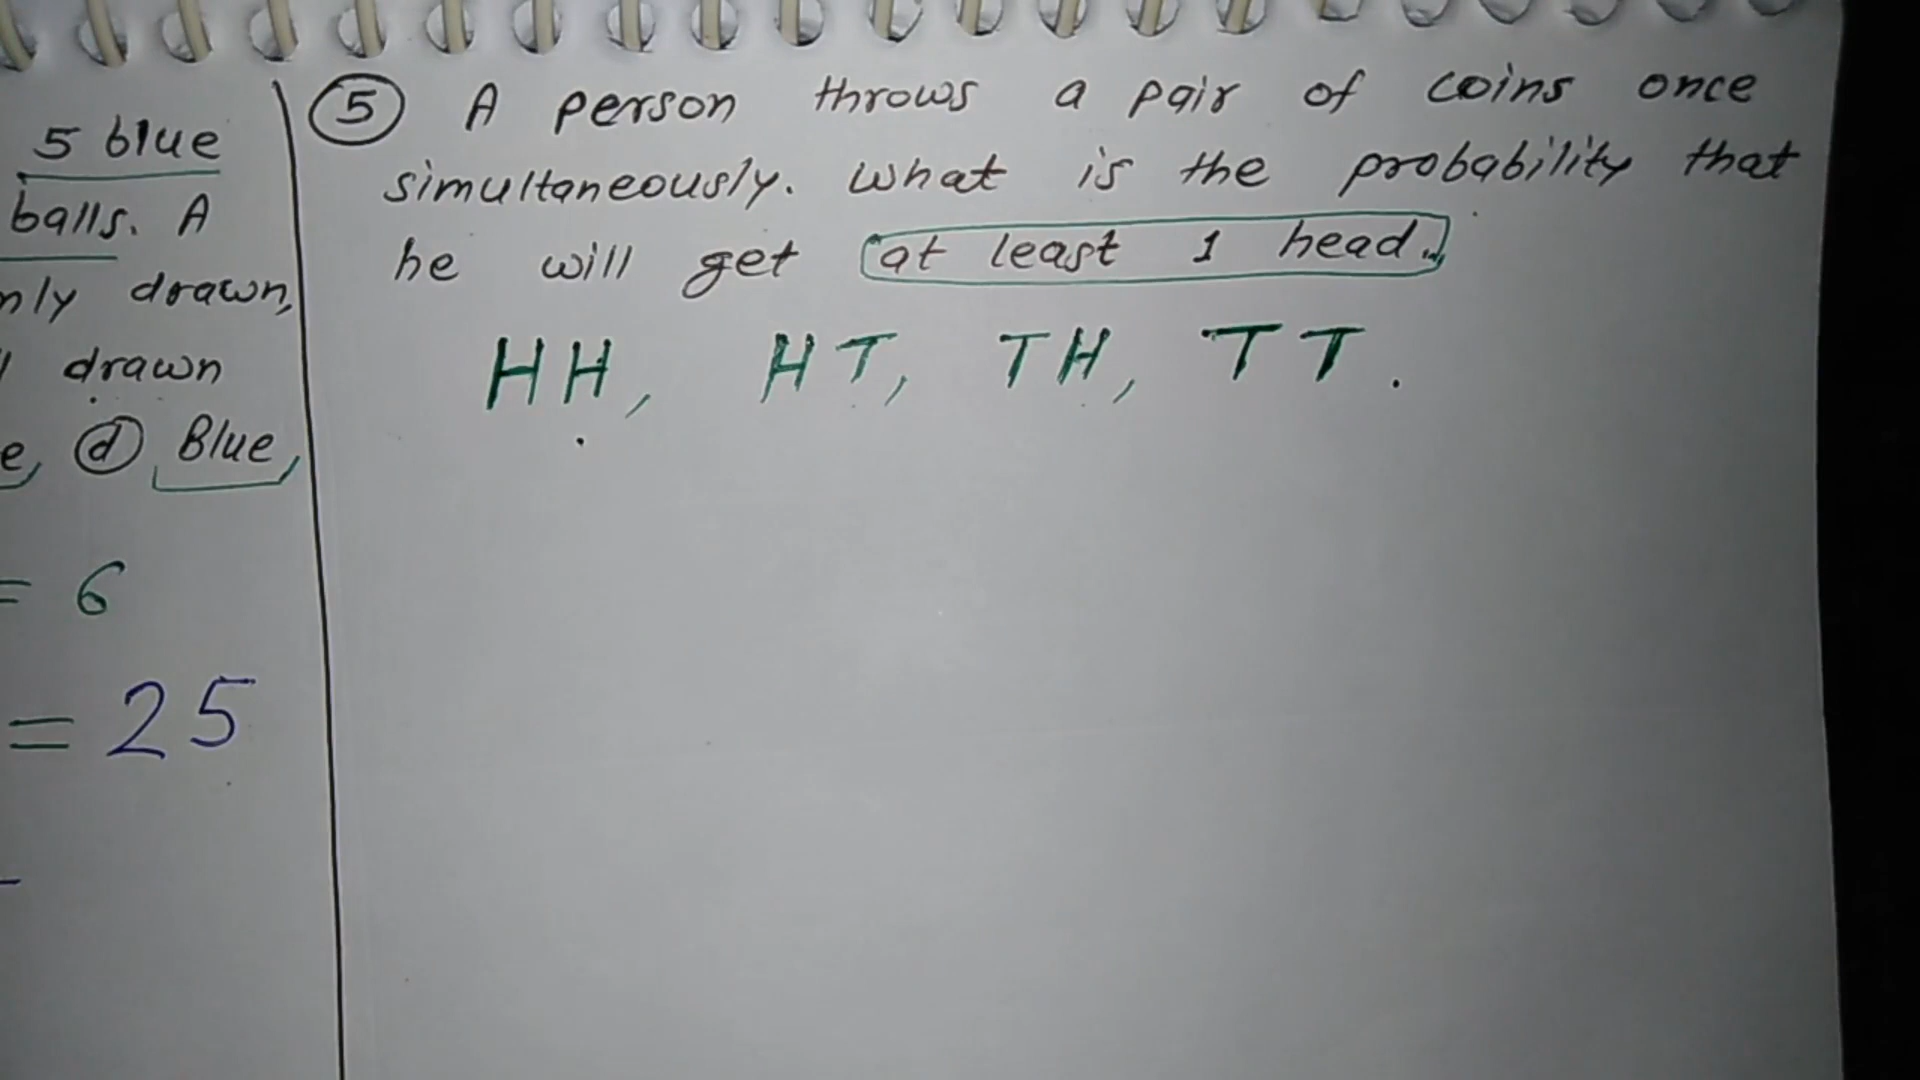 5 blue
balls. A
drawn,
drawn
ⓓ Blue,
= 6
= 25
⑤ A person throws a pair of coins once
simultaneously. What is the probability that
he will get at least 1 head.
HH, HT, TH, TT.